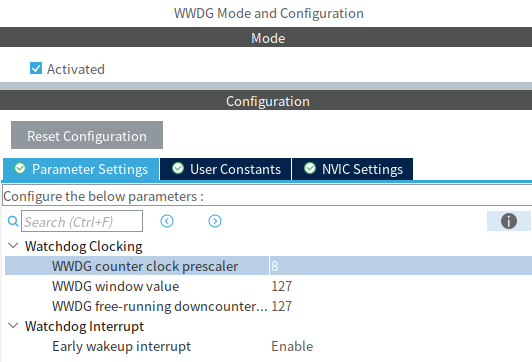 WWDG Mode and Configuration
Mode
Activated
Configuration
Reset Configuration
Parameter Settings User Constants NVIC Settings
Configure the below parameters :
Search (Ctrl+F)
Watchdog Clocking
WWDG counter clock prescaler 8
WWDG window value 127
WWDG free-running downcounter... 127
Watchdog Interrupt
Early wakeup interrupt Enable